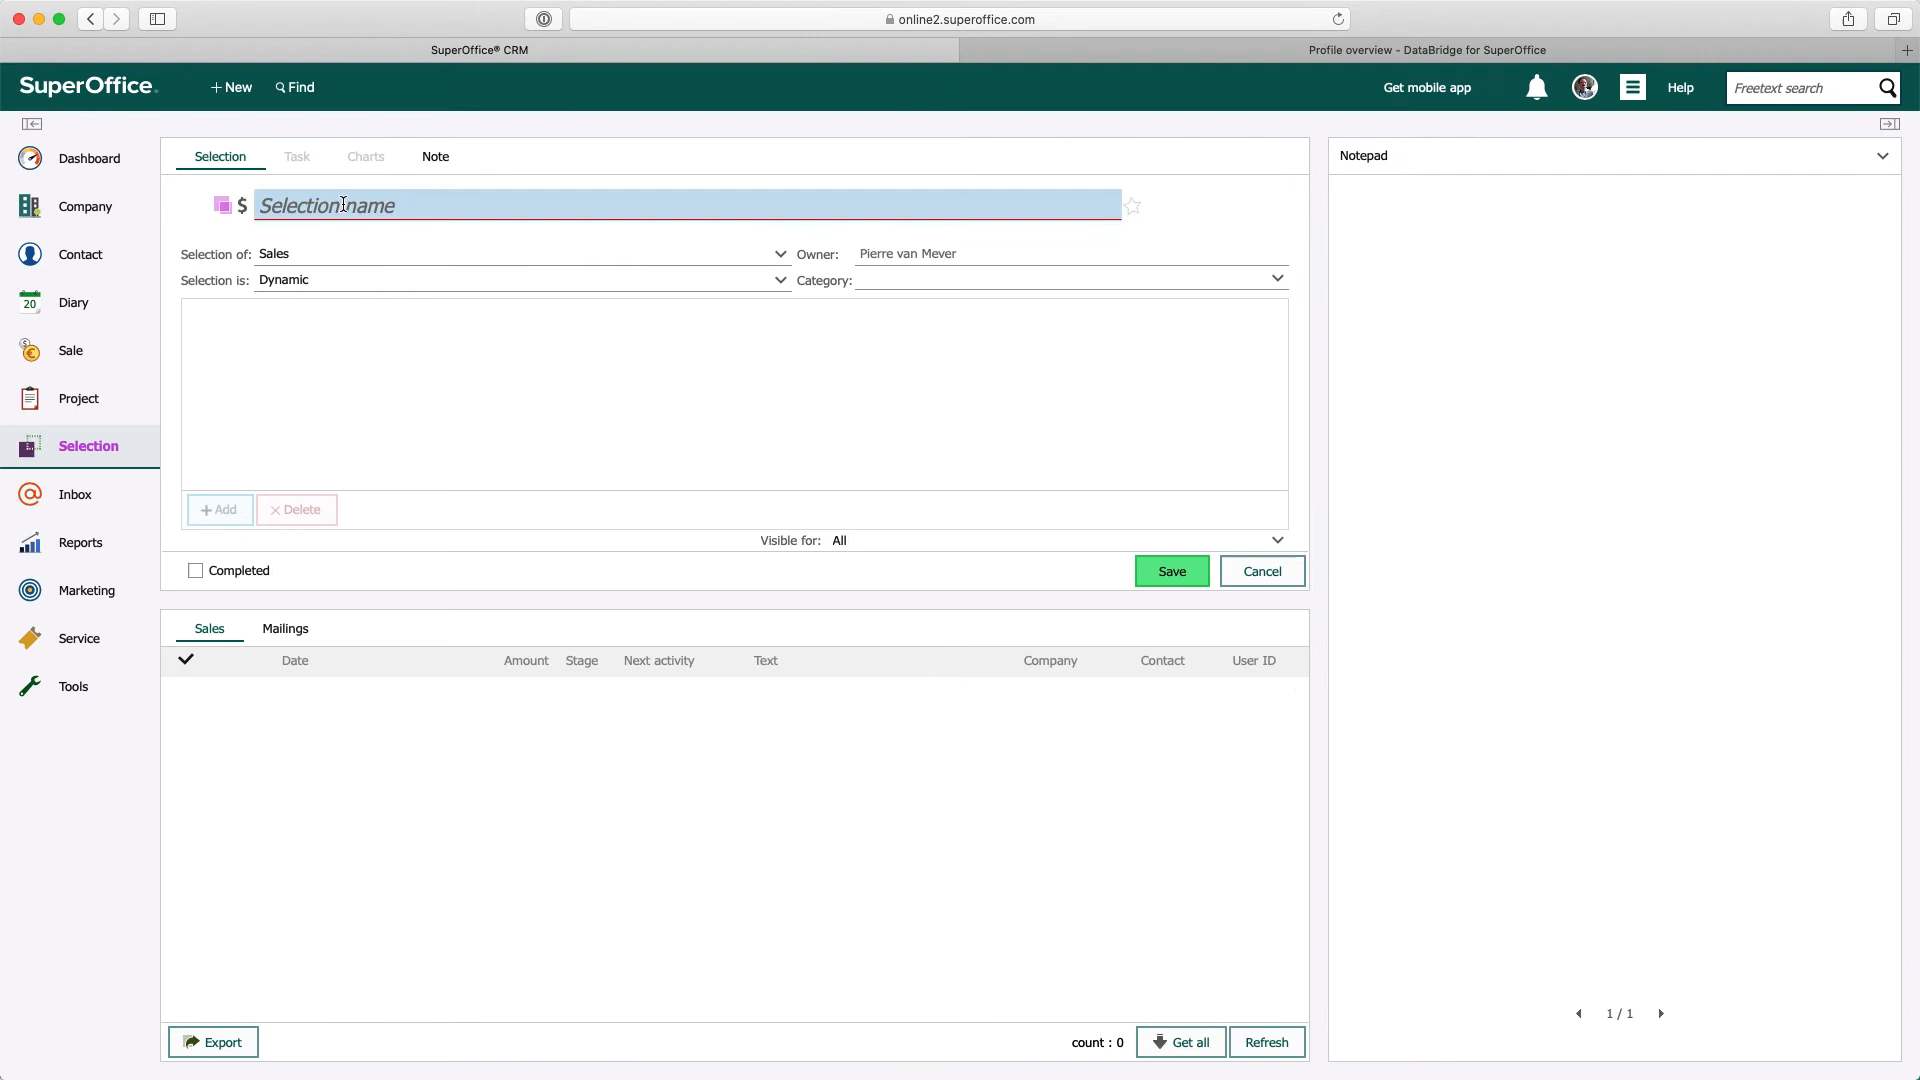 online2.superoffice.com
SuperOffice® CRM
Profile overview - DataBridge for SuperOffice
SuperOffice
+ New
Find
Get mobile app
Help
Freetext search
Dashboard
Company
Contact
20
Diary
Sale
Project
Selection
Inbox
Reports
Marketing
Service
Tools
Selection
Task
Charts
Note
$
Selection name
Selection of: Sales
Owner: Pierre van Mever
Selection is: Dynamic
Category:
+ Add
× Delete
Visible for: All
Completed
Save
Cancel
Sales
Mailings
Date
Amount
Stage
Next activity
Text
Company
Contact
User ID
Export
count : 0
Get all
Refresh
Notepad
1 / 1